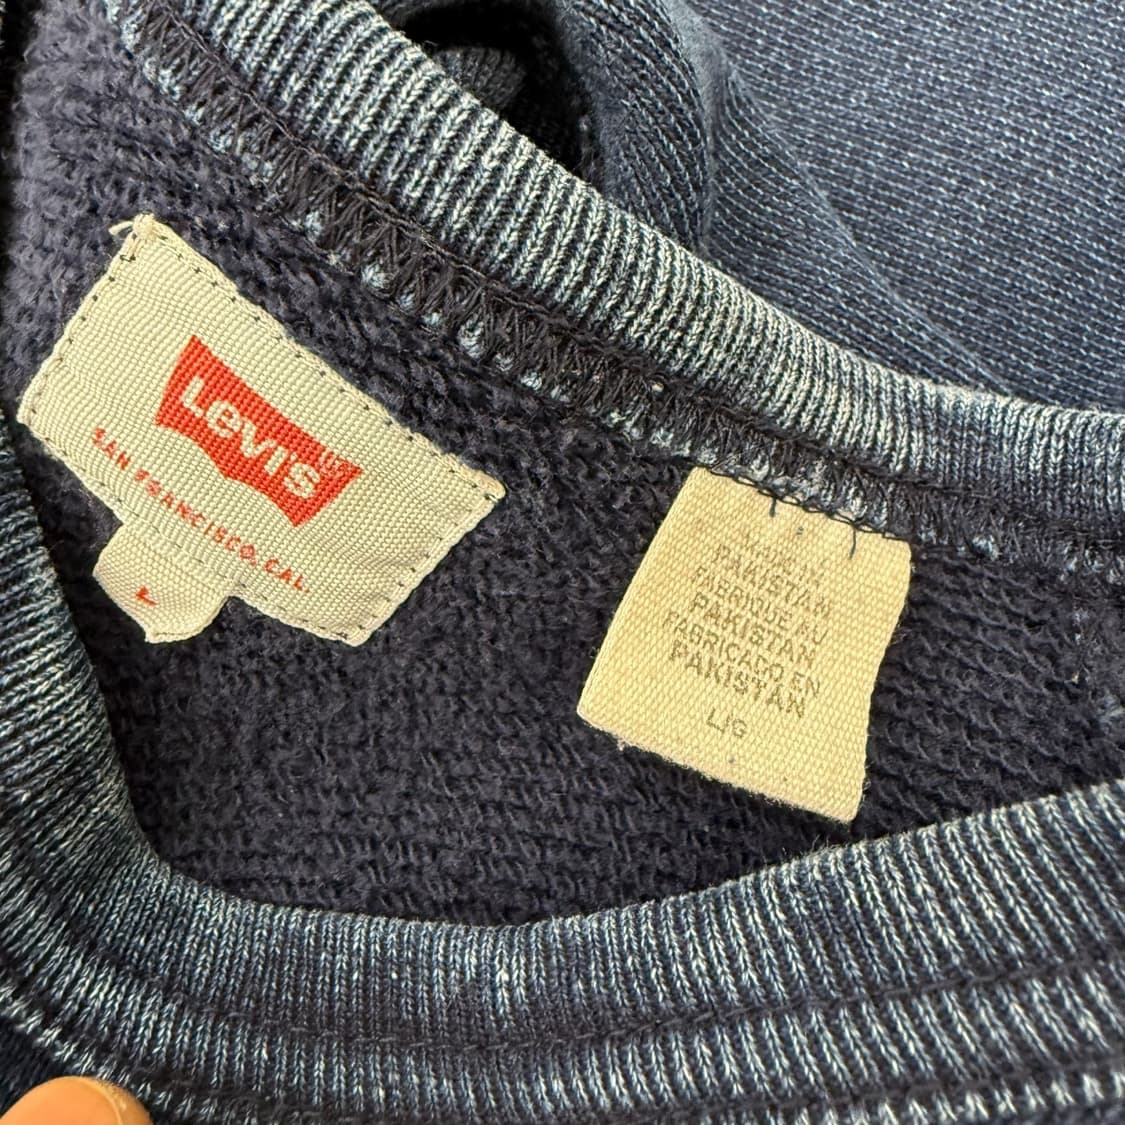 Levi's
SAN FRANCISCO, CAL.
L
MADE IN
PAKISTAN
FABRIQUE AU
PAKISTAN
FABRICADO EN
PAKISTAN
L/G